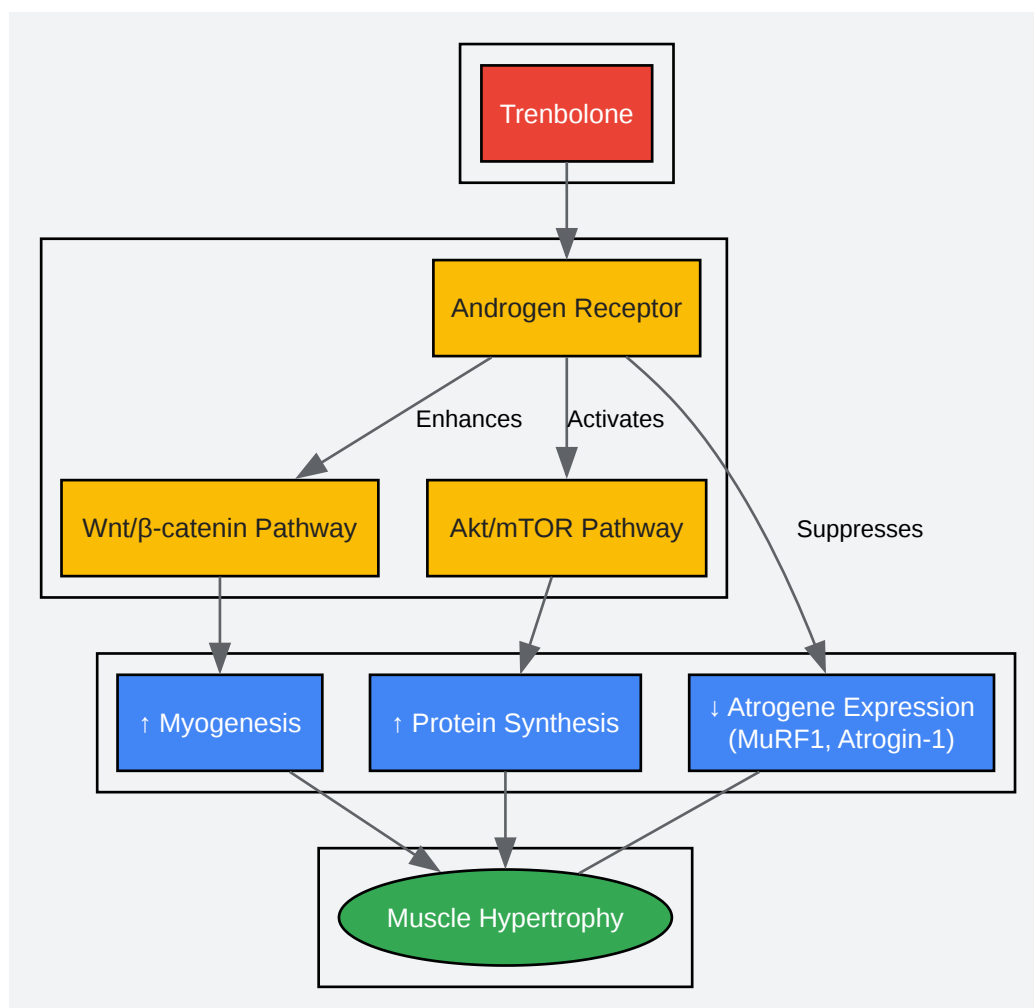 Trenbolone
Androgen Receptor
Enhances
Activates
Wnt/β-catenin Pathway
Akt/mTOR Pathway
Suppresses
↑ Myogenesis
↑ Protein Synthesis
↓ Atrogene Expression
(MuRF1, Atrogin-1)
Muscle Hypertrophy